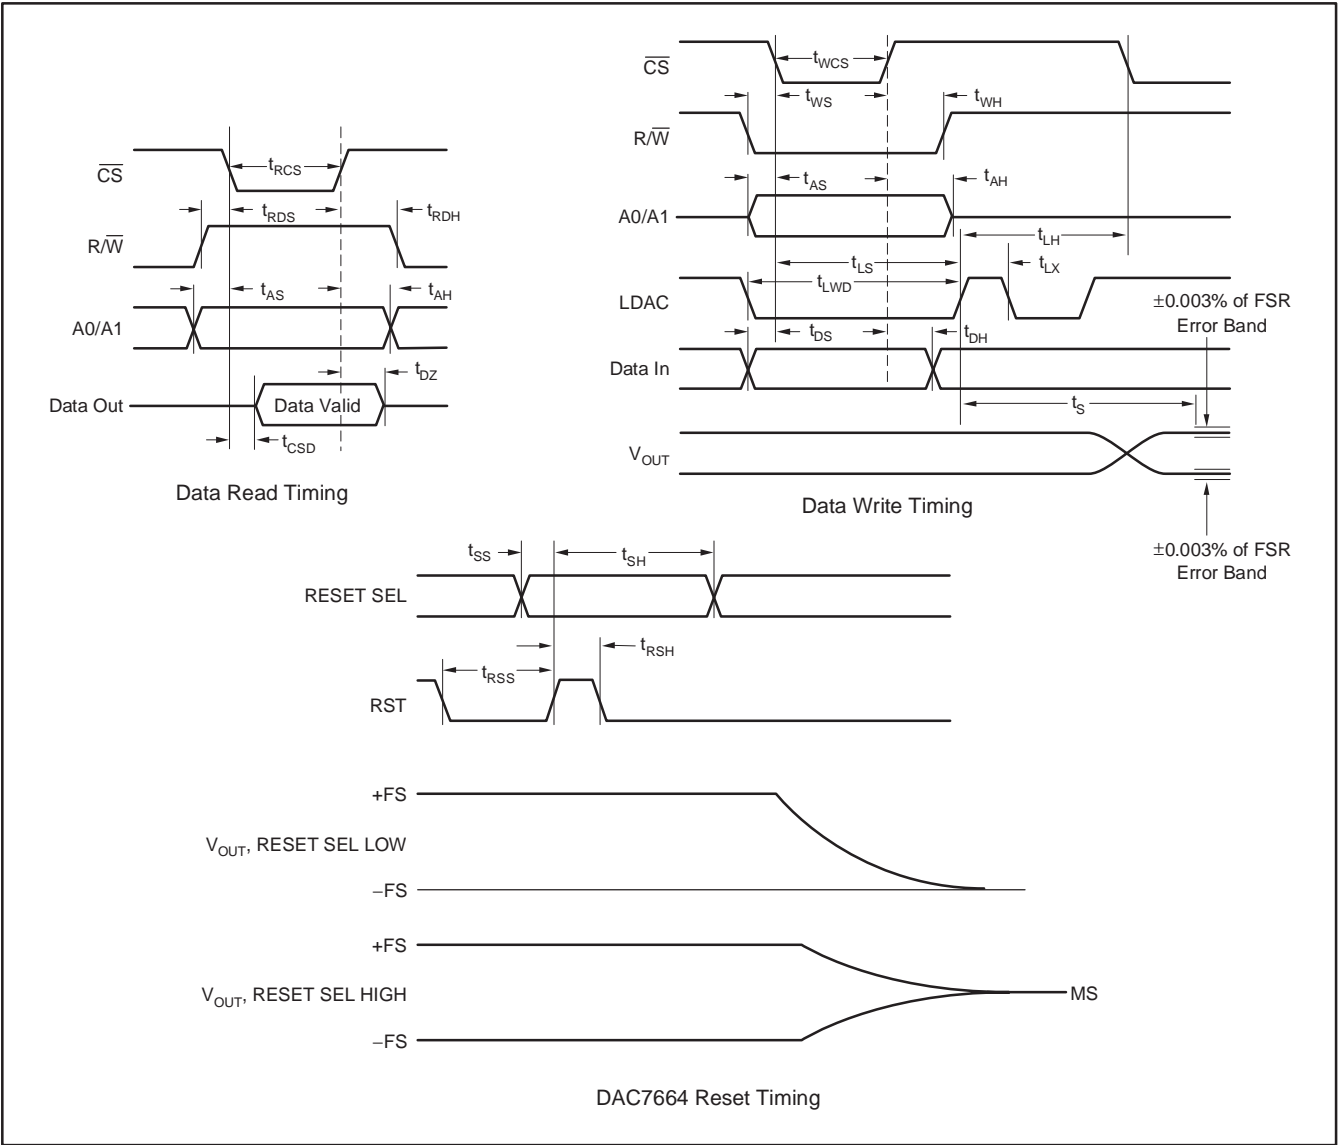 CS
tRCS
R/W
tRDS
tRDH
A0/A1
tAS
tAH
tDZ
Data Out
Data Valid
tCSD
Data Read Timing
CS
tWCS
tWS
tWH
R/W
tAS
tAH
A0/A1
tLH
tLS
tLX
LDAC
tLWD
±0.003% of FSR
Error Band
tDS
tDH
Data In
tS
VOUT
Data Write Timing
±0.003% of FSR
Error Band
tSS
tSH
RESET SEL
tRSH
tRSS
RST
+FS
VOUT, RESET SEL LOW
−FS
+FS
VOUT, RESET SEL HIGH
MS
−FS
DAC7664 Reset Timing